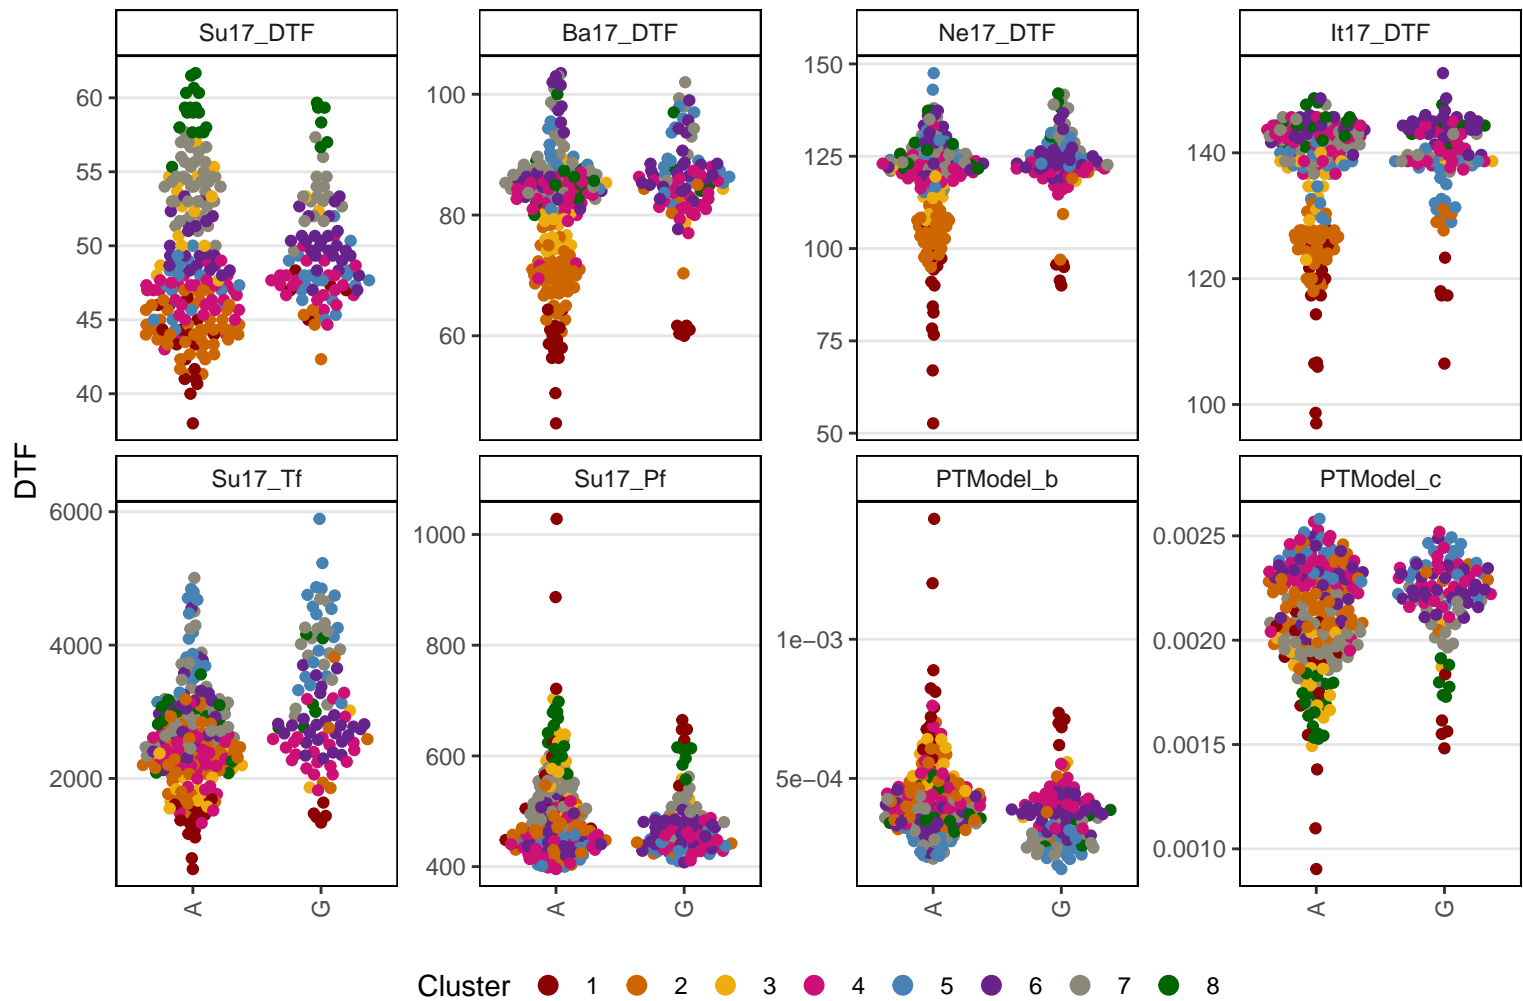 Su17_DTF
Ba17_DTF
Ne17_DTF
It17_DTF
60
55
50
45
40
100
80
60
150
125
100
75
50
140
120
100
DTF
Su17_Tf
Su17_Pf
PTModel_b
PTModel_c
6000
4000
2000
1000
800
600
400
1e−03
5e−04
0.0025
0.0020
0.0015
0.0010
A
G
A
G
A
G
A
G
Cluster 1 2 3 4 5 6 7 8